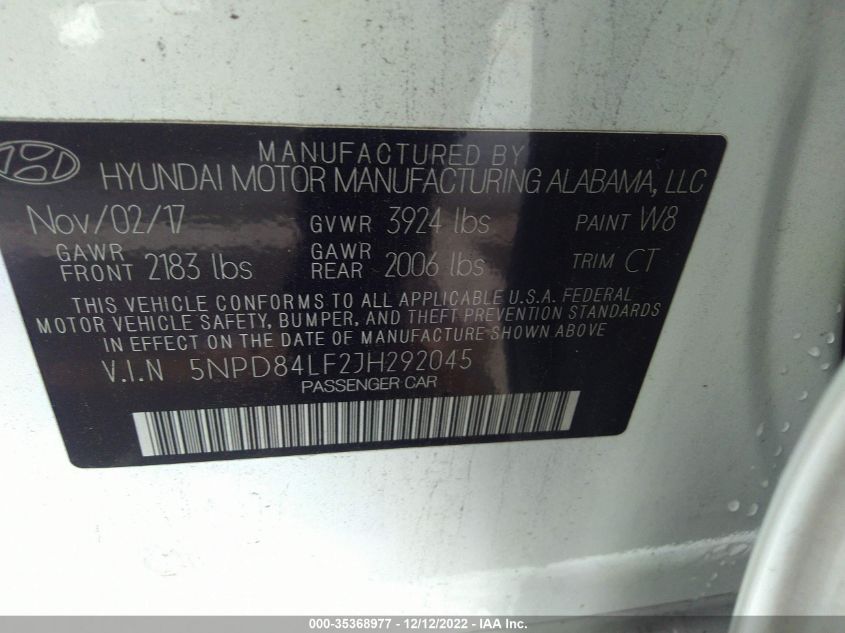 MANUFACTURED BY
HYUNDAI MOTOR MANUFACTURING ALABAMA, LLC
Nov/02/17 GVWR 3924 lbs PAINT W8
GAWR FRONT 2183 lbs GAWR REAR 2006 lbs TRIM CT
THIS VEHICLE CONFORMS TO ALL APPLICABLE U.S.A. FEDERAL
MOTOR VEHICLE SAFETY, BUMPER, AND THEFT PREVENTION STANDARDS
IN EFFECT ON THE DATE OF MANUFACTURE SHOWN ABOVE
V.I.N 5NPD84LF2JH292045
PASSENGER CAR
000-35368977 - 12/12/2022 - IAA Inc.